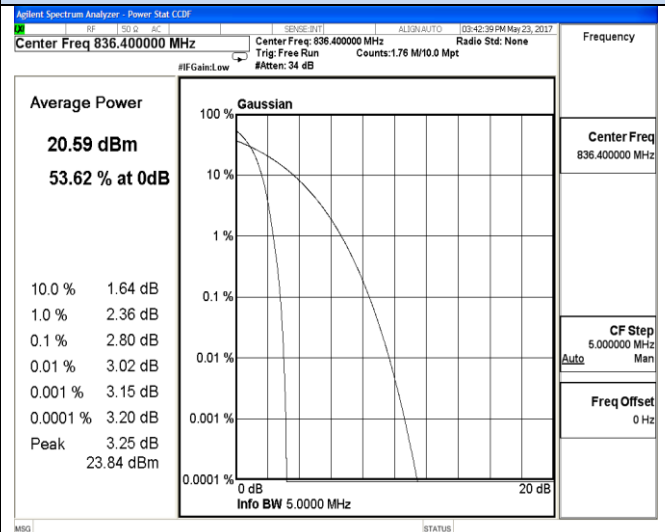 Agilent Spectrum Analyzer - Power Stat CCDF
RF 50 Ω AC SENSE:INT ALIGN AUTO 03:42:39 PM May 23, 2017
Center Freq 836.400000 MHz
Center Freq: 836.400000 MHz Radio Std: None
Trig: Free Run Counts:1.76 M/10.0 Mpt
#IFGain:Low #Atten: 34 dB
Frequency
Average Power
20.59 dBm
53.62 % at 0dB
10.0 % 1.64 dB
1.0 % 2.36 dB
0.1 % 2.80 dB
0.01 % 3.02 dB
0.001 % 3.15 dB
0.0001 % 3.20 dB
Peak 3.25 dB
23.84 dBm
Gaussian
100 %
10 %
1 %
0.1 %
0.01 %
0.001 %
0.0001 %
0 dB 20 dB
Info BW 5.0000 MHz
Center Freq
836.400000 MHz
CF Step
5.000000 MHz
Auto Man
Freq Offset
0 Hz
MSG STATUS